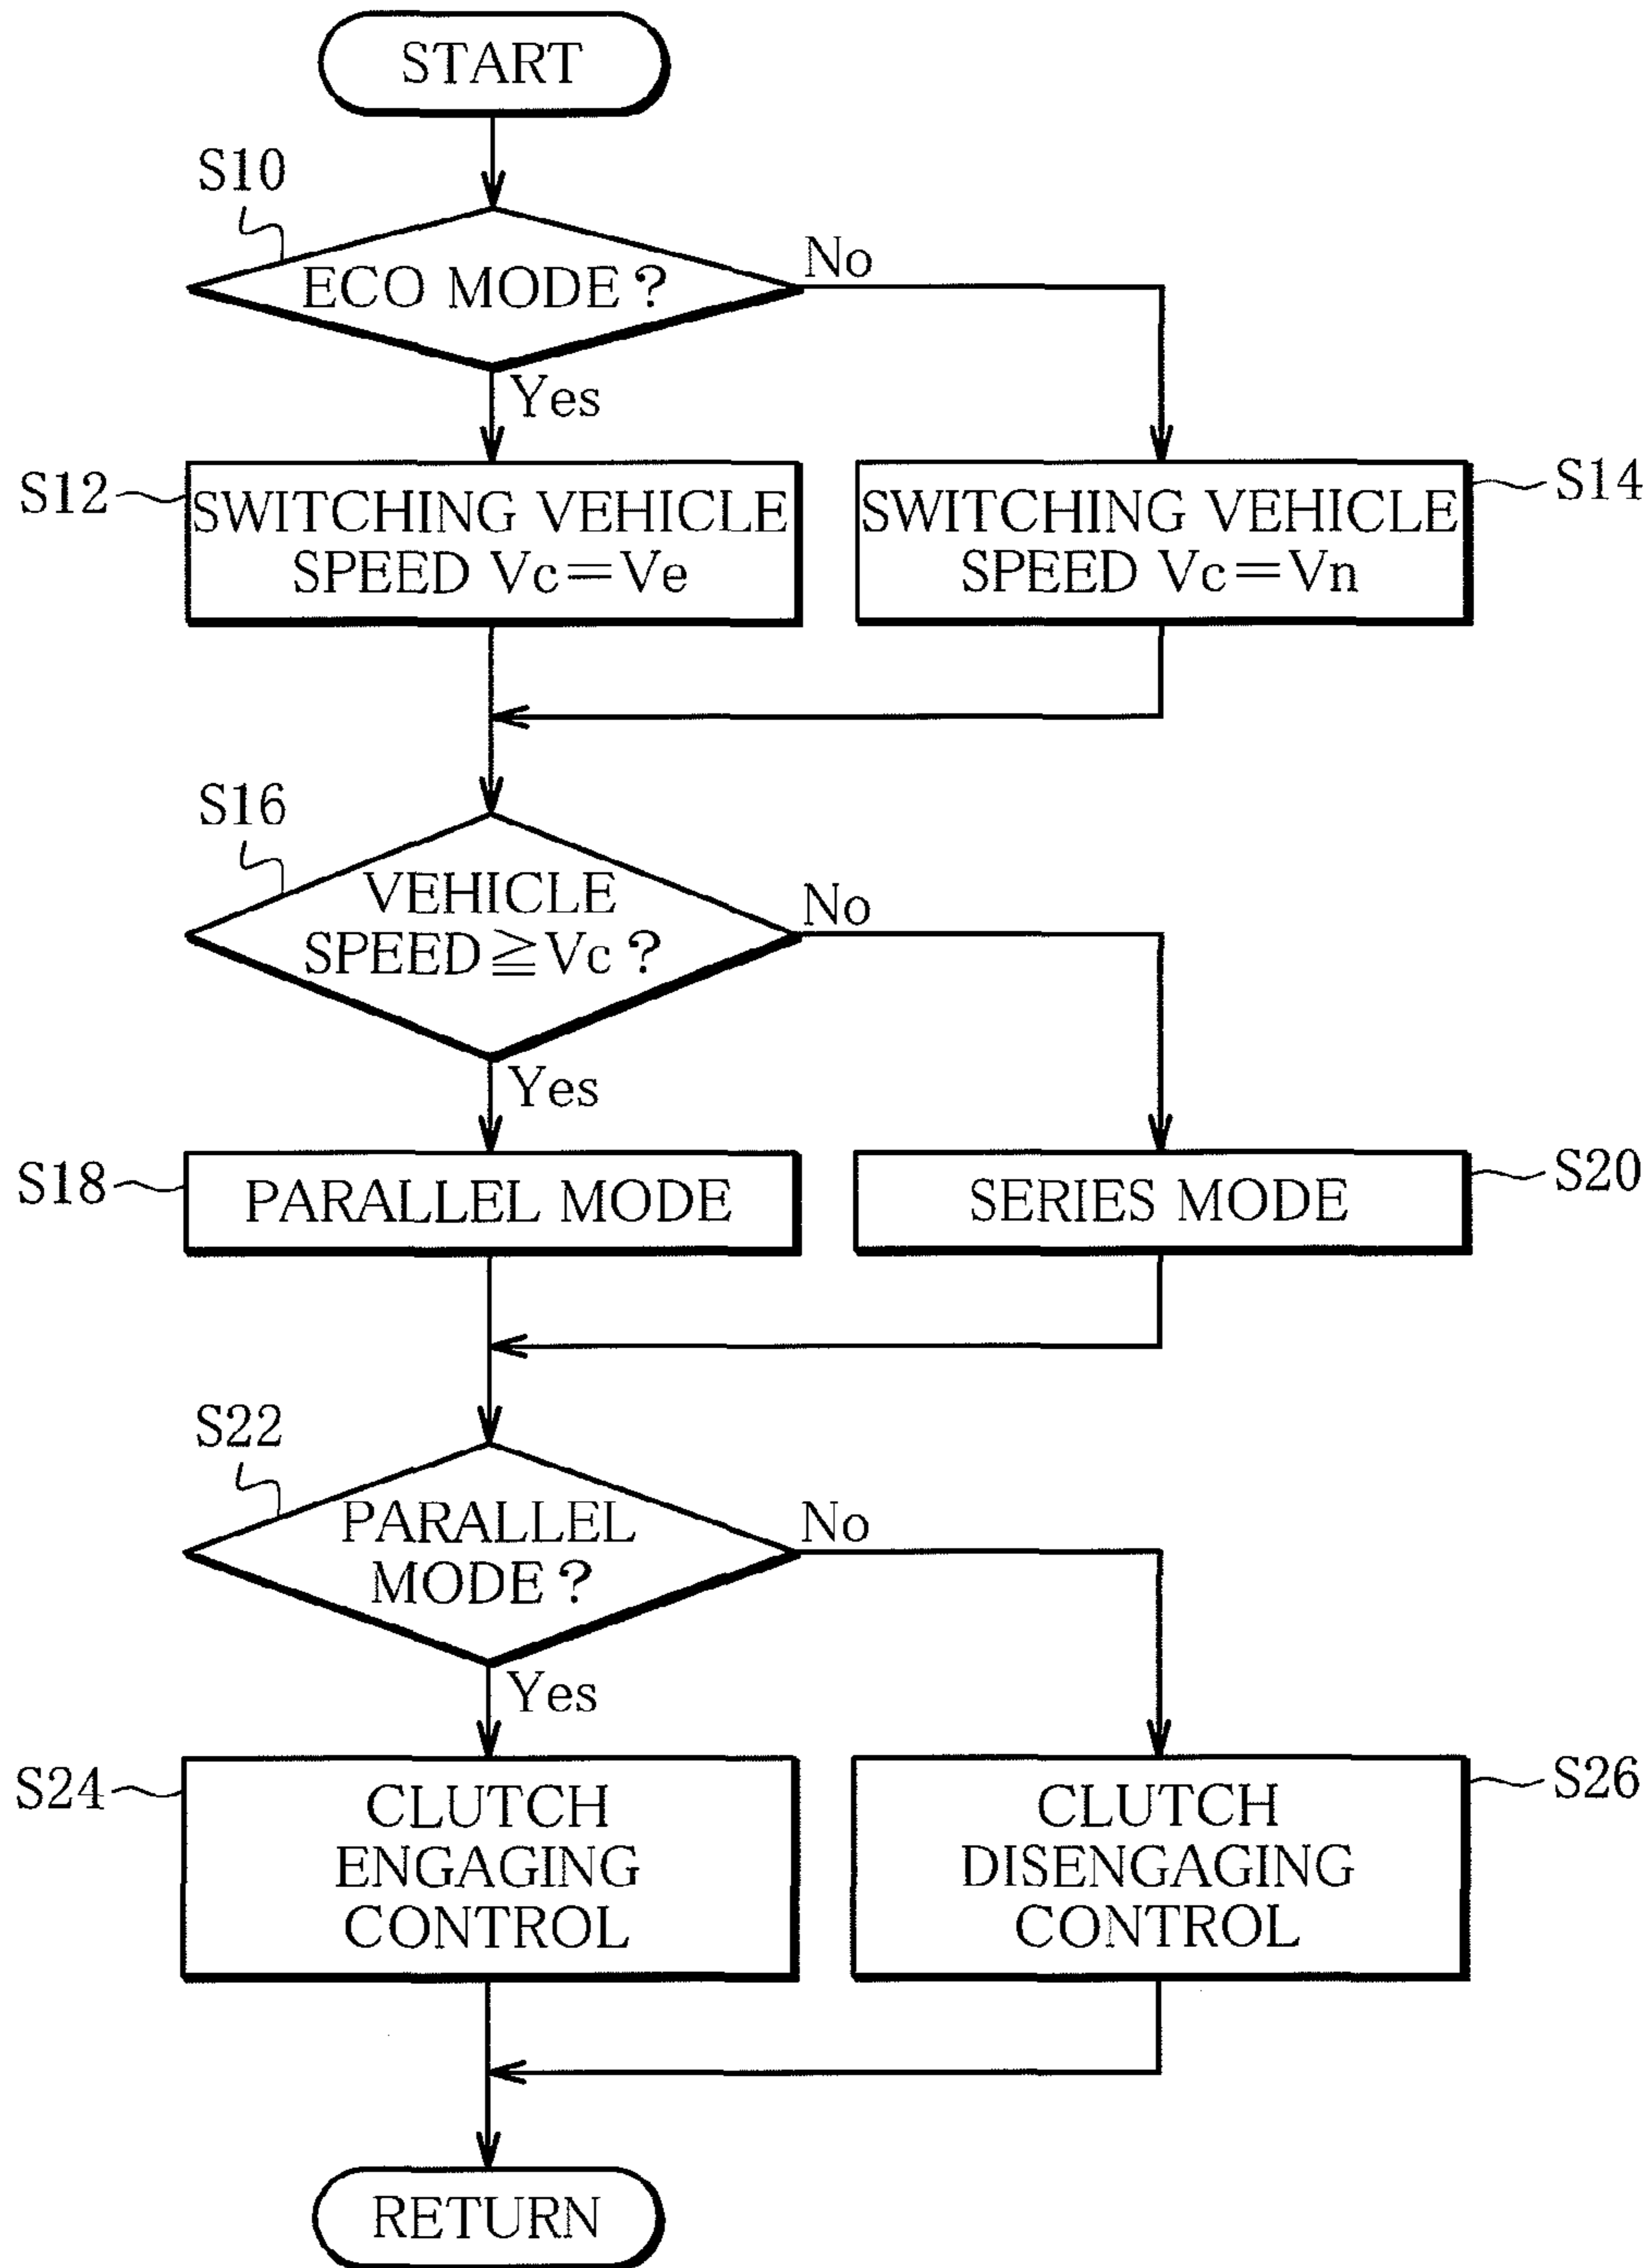 START
S10
ECO MODE?
No
Yes
S12
SWITCHING VEHICLE
SPEED Vc=Ve
S14
SWITCHING VEHICLE
SPEED Vc=Vn
S16
VEHICLE
SPEED≧Vc?
No
Yes
S18
PARALLEL MODE
S20
SERIES MODE
S22
PARALLEL
MODE?
No
Yes
S24
CLUTCH
ENGAGING
CONTROL
S26
CLUTCH
DISENGAGING
CONTROL
RETURN